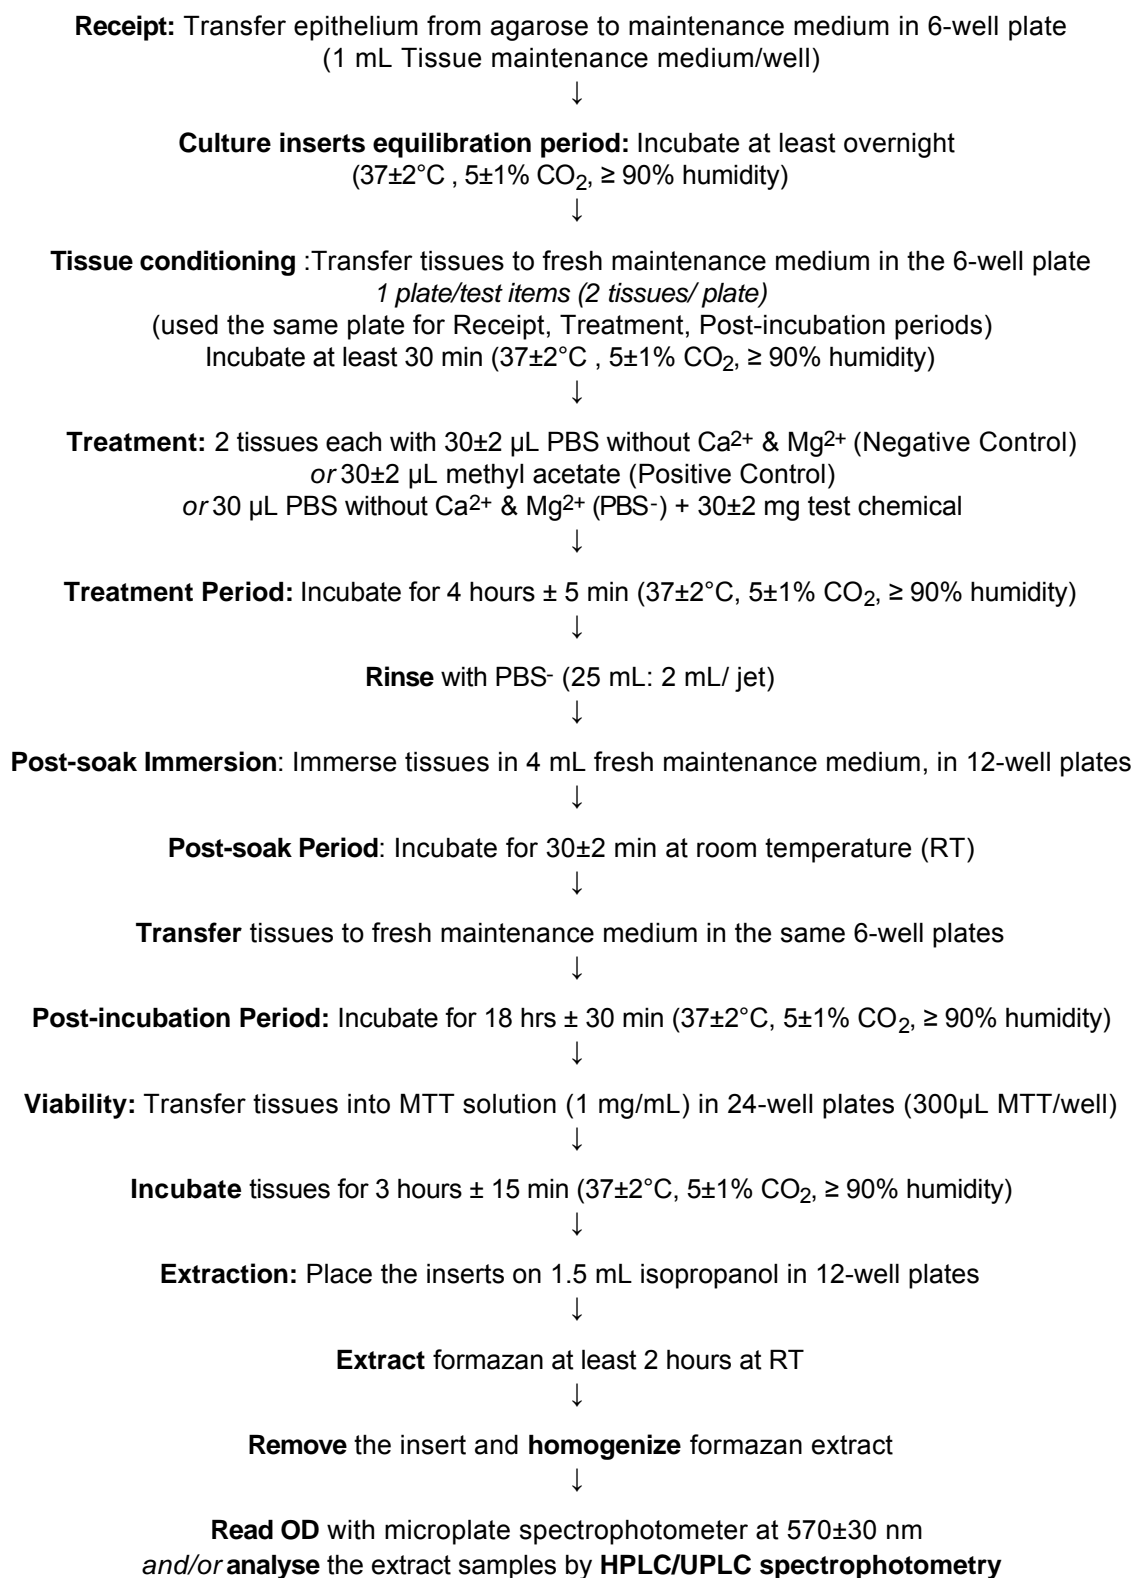 Receipt: Transfer epithelium from agarose to maintenance medium in 6-well plate
(1 mL Tissue maintenance medium/well)
↓
Culture inserts equilibration period: Incubate at least overnight
(37±2°C , 5±1% CO₂, ≥ 90% humidity)
↓
Tissue conditioning :Transfer tissues to fresh maintenance medium in the 6-well plate
1 plate/test items (2 tissues/ plate)
(used the same plate for Receipt, Treatment, Post-incubation periods)
Incubate at least 30 min (37±2°C , 5±1% CO₂, ≥ 90% humidity)
↓
Treatment: 2 tissues each with 30±2 µL PBS without Ca²⁺ & Mg²⁺ (Negative Control)
or 30±2 µL methyl acetate (Positive Control)
or 30 µL PBS without Ca²⁺ & Mg²⁺ (PBS⁻) + 30±2 mg test chemical
↓
Treatment Period: Incubate for 4 hours ± 5 min (37±2°C, 5±1% CO₂, ≥ 90% humidity)
↓
Rinse with PBS⁻ (25 mL: 2 mL/ jet)
↓
Post-soak Immersion: Immerse tissues in 4 mL fresh maintenance medium, in 12-well plates
↓
Post-soak Period: Incubate for 30±2 min at room temperature (RT)
↓
Transfer tissues to fresh maintenance medium in the same 6-well plates
↓
Post-incubation Period: Incubate for 18 hrs ± 30 min (37±2°C, 5±1% CO₂, ≥ 90% humidity)
↓
Viability: Transfer tissues into MTT solution (1 mg/mL) in 24-well plates (300µL MTT/well)
↓
Incubate tissues for 3 hours ± 15 min (37±2°C, 5±1% CO₂, ≥ 90% humidity)
↓
Extraction: Place the inserts on 1.5 mL isopropanol in 12-well plates
↓
Extract formazan at least 2 hours at RT
↓
Remove the insert and homogenize formazan extract
↓
Read OD with microplate spectrophotometer at 570±30 nm
and/or analyse the extract samples by HPLC/UPLC spectrophotometry